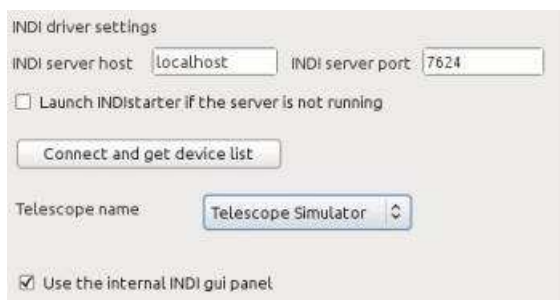 INDI driver settings
INDI server host localhost INDI server port 7624
Launch INDIstarter if the server is not running
Connect and get device list
Telescope name Telescope Simulator
Use the internal INDI gui panel